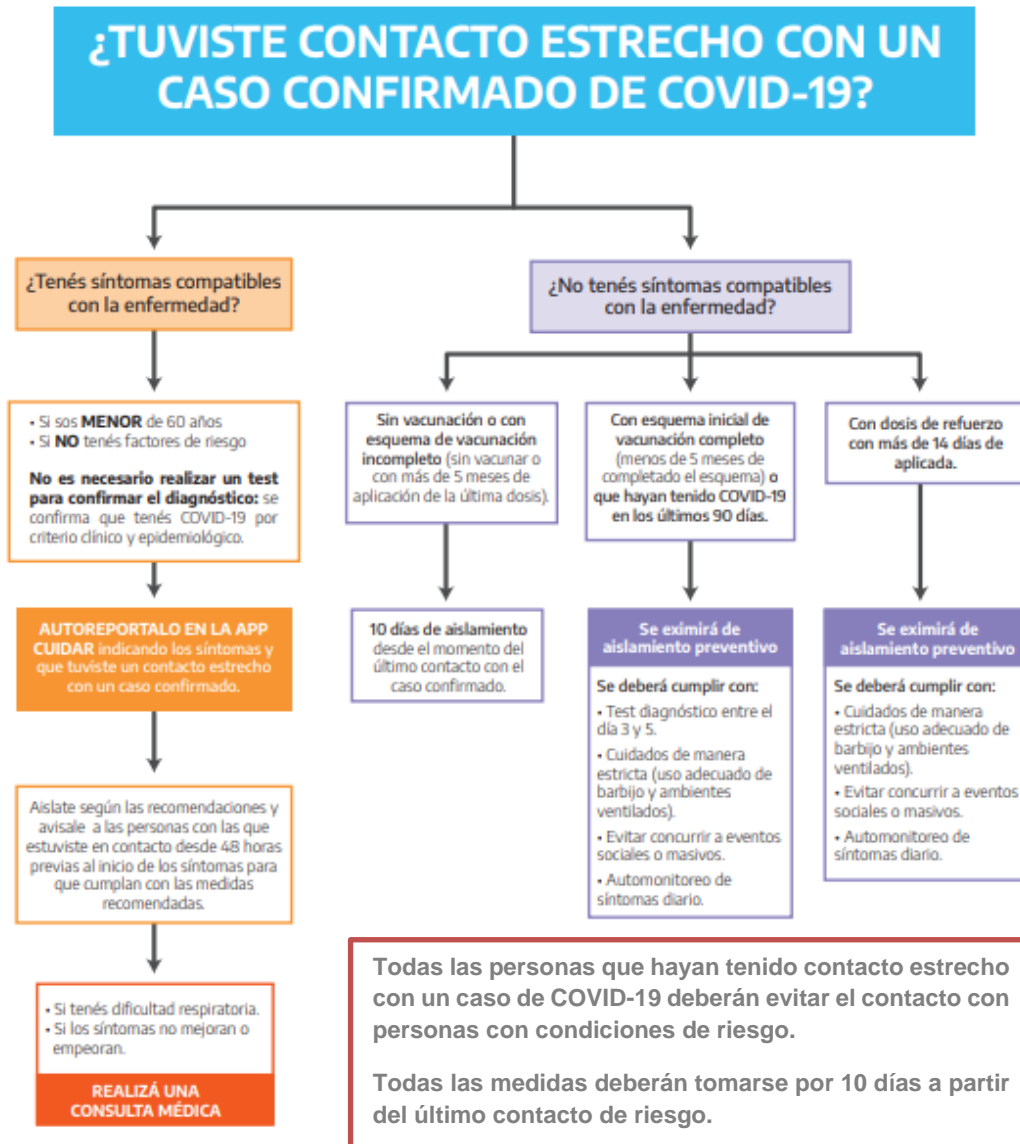 ¿TUVISTE CONTACTO ESTRECHO CON UN
CASO CONFIRMADO DE COVID-19?
¿Tenés síntomas compatibles
con la enfermedad?
• Si sos MENOR de 60 años
• Si NO tenés factores de riesgo
No es necesario realizar un test
para confirmar el diagnóstico: se
confirma que tenés COVID-19 por
criterio clínico y epidemiológico.
AUTOREPORTALO EN LA APP
CUIDAR indicando los síntomas y
que tuviste un contacto estrecho
con un caso confirmado.
Aislate según las recomendaciones y
avisale a las personas con las que
estuviste en contacto desde 48 horas
previas al inicio de los síntomas para
que cumplan con las medidas
recomendadas.
• Si tenés dificultad respiratoria.
• Si los síntomas no mejoran o
empeoran.
REALIZÁ UNA
CONSULTA MÉDICA
¿No tenés síntomas compatibles
con la enfermedad?
Sin vacunación o con
esquema de vacunación
incompleto (sin vacunar o
con más de 5 meses de
aplicación de la última dosis).
10 días de aislamiento
desde el momento del
último contacto con el
caso confirmado.
Con esquema inicial de
vacunación completo
(menos de 5 meses de
completado el esquema) o
que hayan tenido COVID-19
en los últimos 90 días.
Se eximirá de
aislamiento preventivo
Se deberá cumplir con:
• Test diagnóstico entre el
día 3 y 5.
• Cuidados de manera
estricta (uso adecuado de
barbijo y ambientes
ventilados).
• Evitar concurrir a eventos
sociales o masivos.
• Automonitoreo de
síntomas diario.
Con dosis de refuerzo
con más de 14 días de
aplicada.
Se eximirá de
aislamiento preventivo
Se deberá cumplir con:
• Cuidados de manera
estricta (uso adecuado de
barbijo y ambientes
ventilados).
• Evitar concurrir a eventos
sociales o masivos.
• Automonitoreo de
síntomas diario.
Todas las personas que hayan tenido contacto estrecho
con un caso de COVID-19 deberán evitar el contacto con
personas con condiciones de riesgo.
Todas las medidas deberán tomarse por 10 días a partir
del último contacto de riesgo.